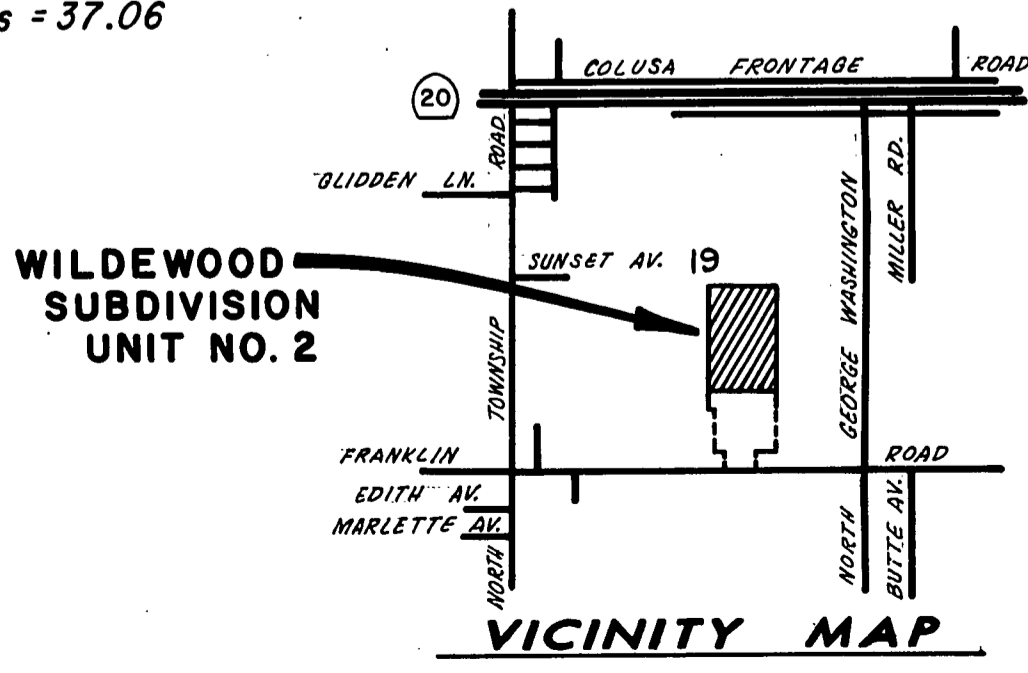 s = 37.06
COLUSA FRONTAGE ROAD
20
ROAD
GLIDDEN LN.
MILLER RD.
SUNSET AV. 19
WILDEWOOD
SUBDIVISION
UNIT NO. 2
GEORGE WASHINGTON
TOWNSHIP
FRANKLIN ROAD
EDITH AV.
MARLETTE AV.
NORTH
NORTH
BUTTE AV.
VICINITY MAP